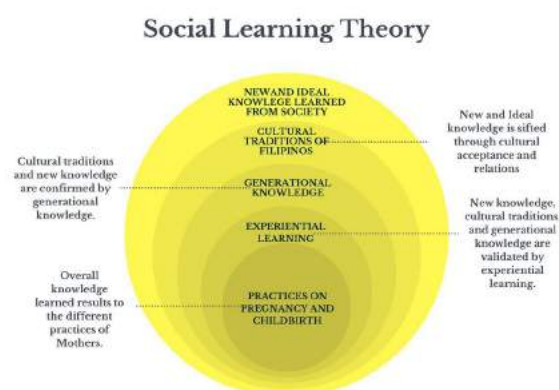 Social Learning Theory
NEWAND IDEAL
KNOWLEGE LEARNED
FROM SOCIETY
CULTURAL
TRADITIONS OF
FILIPINOS
New and Ideal
knowledge is sifted
through cultural
acceptance and
relations
Cultural traditions
and new knowledge
are confirmed by
generational
knowledge.
GENERATIONAL
KNOWLEDGE
New knowledge,
cultural traditions
and generational
knowledge are
validated by
experiential
learning.
EXPERIENTIAL
LEARNING
Overall
knowledge
learned results to
the different
practices of
Mothers.
PRACTICES ON
PREGNANCY AND
CHILDBIRTH